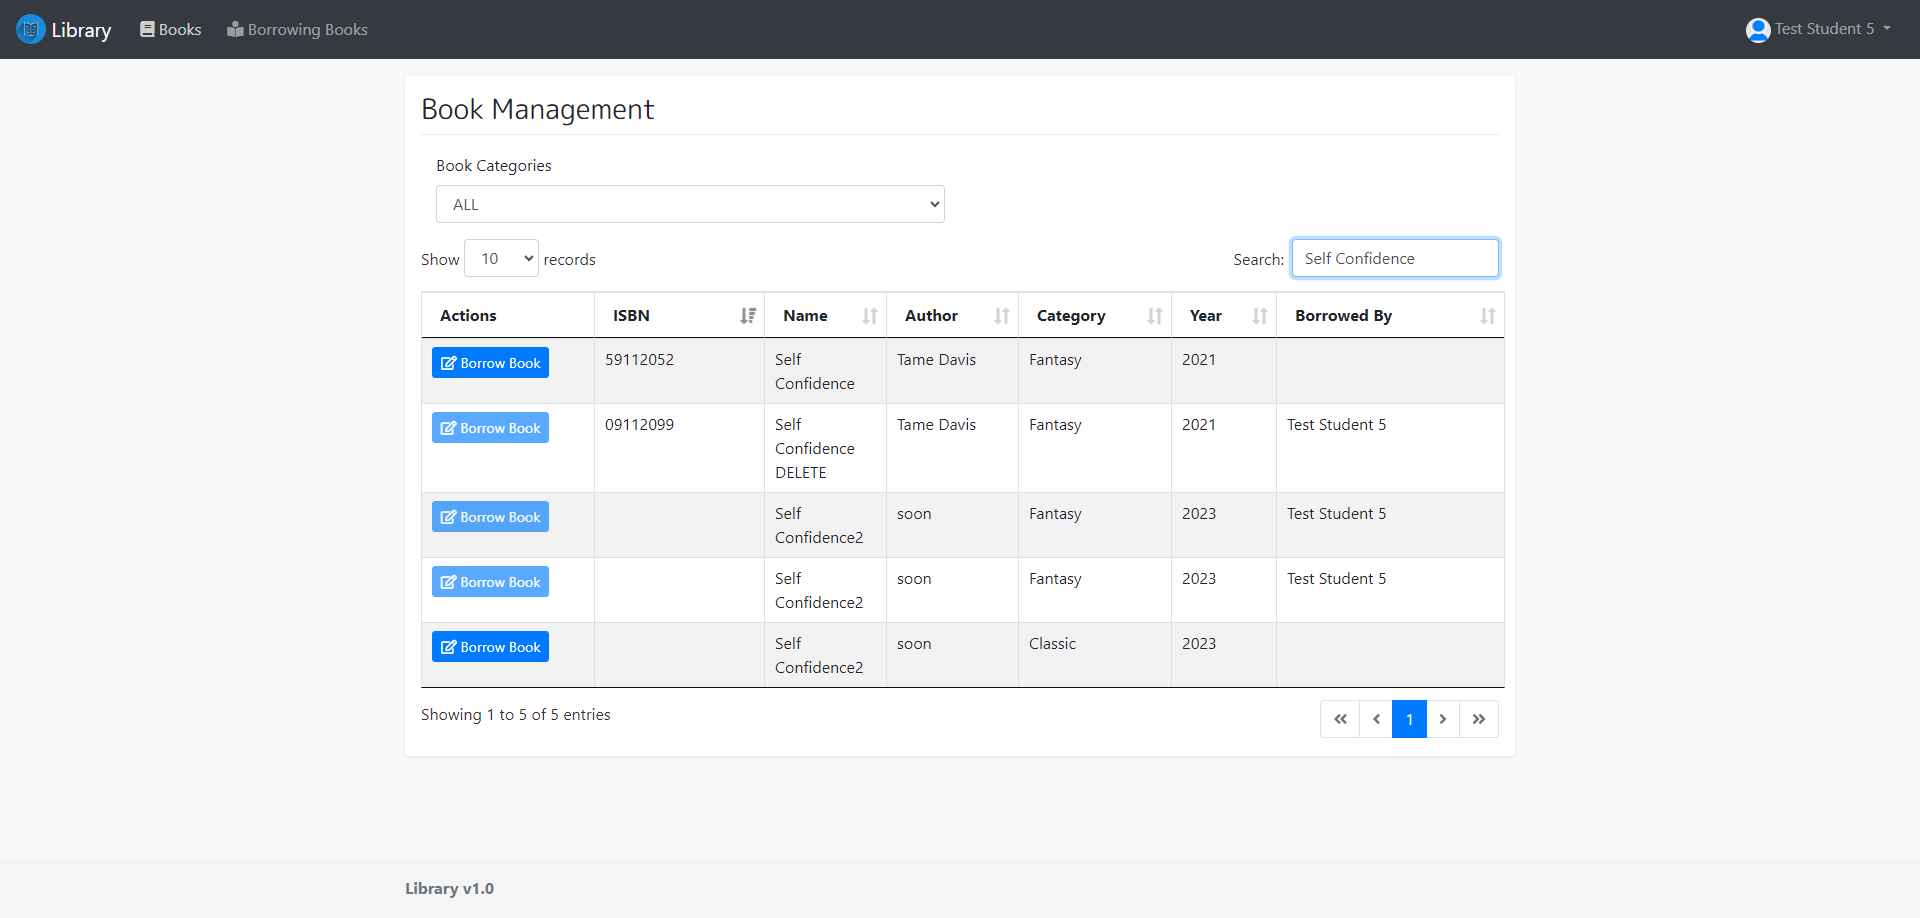 Library Books Borrowing Books Test Student 5
Book Management
Book Categories
ALL
Show 10 records Search: Self Confidence
Actions ISBN Name Author Category Year Borrowed By
Borrow Book 59112052 Self Tame Davis Fantasy 2021
Confidence
Borrow Book 09112099 Self Tame Davis Fantasy 2021 Test Student 5
Confidence
DELETE
Borrow Book Self soon Fantasy 2023 Test Student 5
Confidence2
Borrow Book Self soon Fantasy 2023 Test Student 5
Confidence2
Borrow Book Self soon Classic 2023
Confidence2
Showing 1 to 5 of 5 entries « ‹ 1 › »
Library v1.0